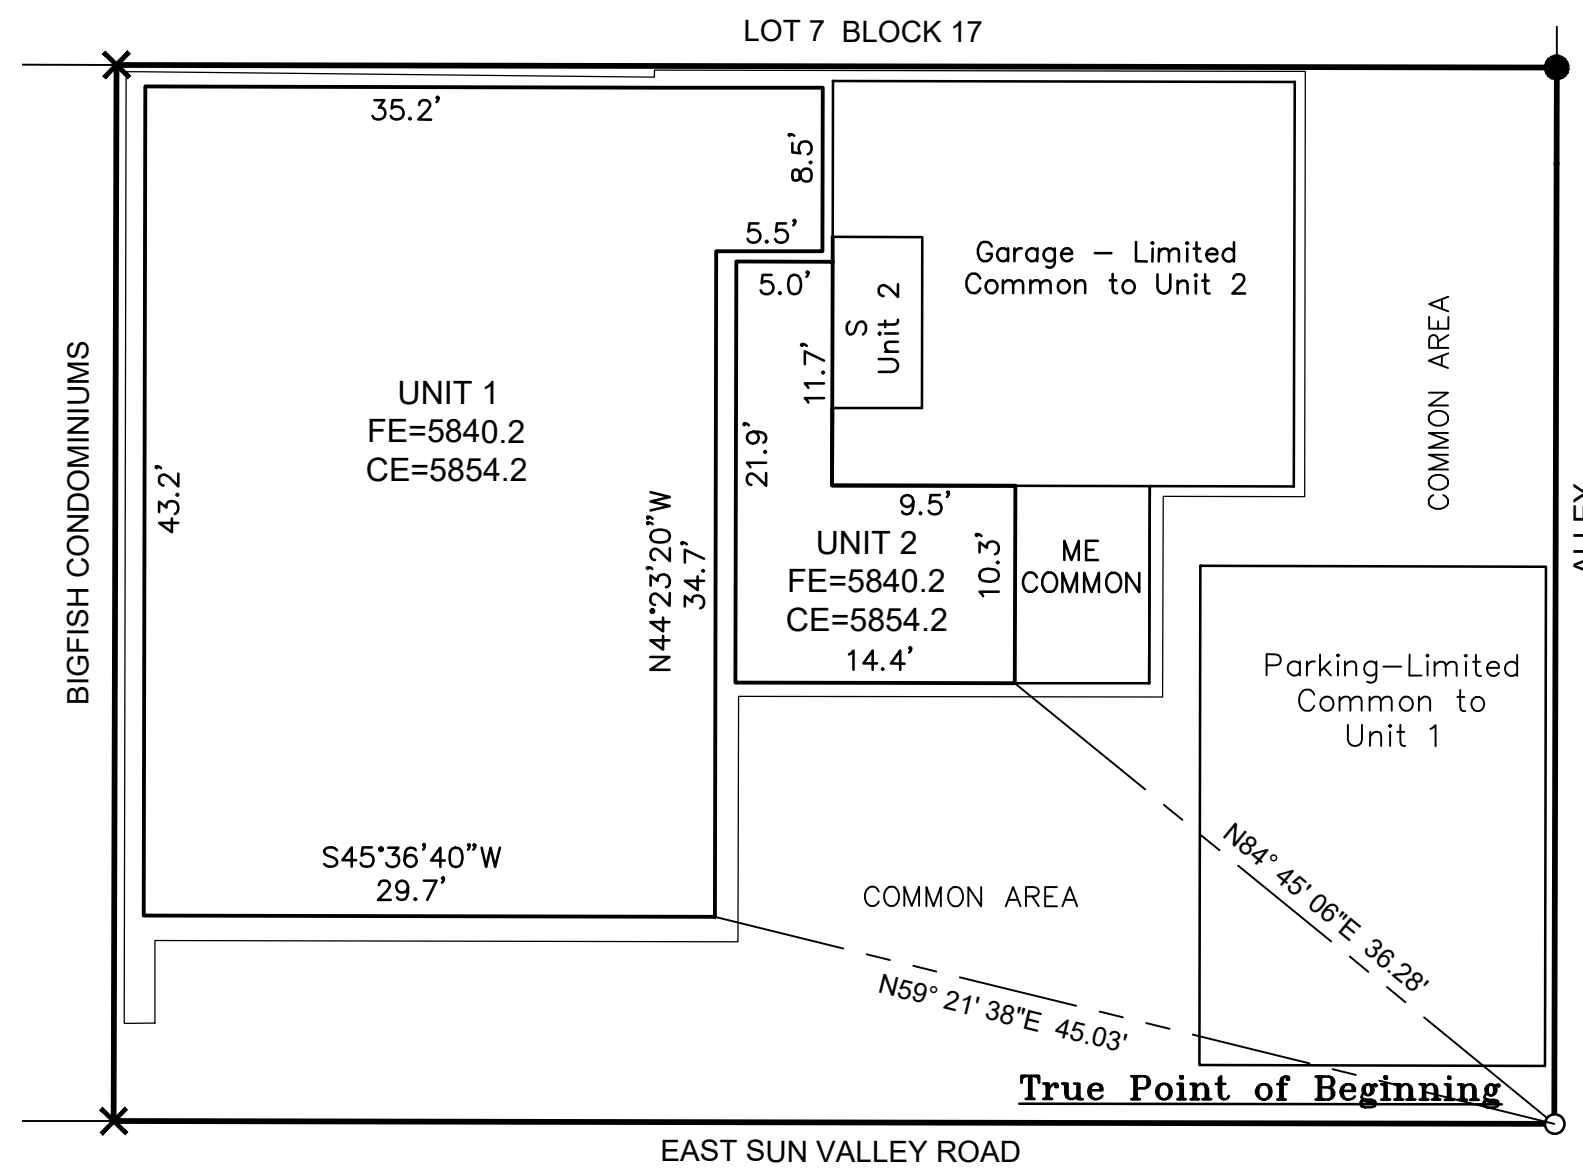 LOT 7 BLOCK 17
35.2'
8.5'
5.5'
5.0'
Garage – Limited
Common to Unit 2
S
Unit 2
11.7'
21.9'
COMMON AREA
BIGFISH CONDOMINIUMS
UNIT 1
FE=5840.2
CE=5854.2
43.2'
N44°23'20"W
34.7'
9.5'
UNIT 2
FE=5840.2
CE=5854.2
14.4'
10.3'
ME
COMMON
Parking–Limited
Common to
Unit 1
S45°36'40"W
29.7'
COMMON AREA
N84° 45' 06"E 36.28'
N59° 21' 38"E 45.03'
True Point of Beginning
EAST SUN VALLEY ROAD